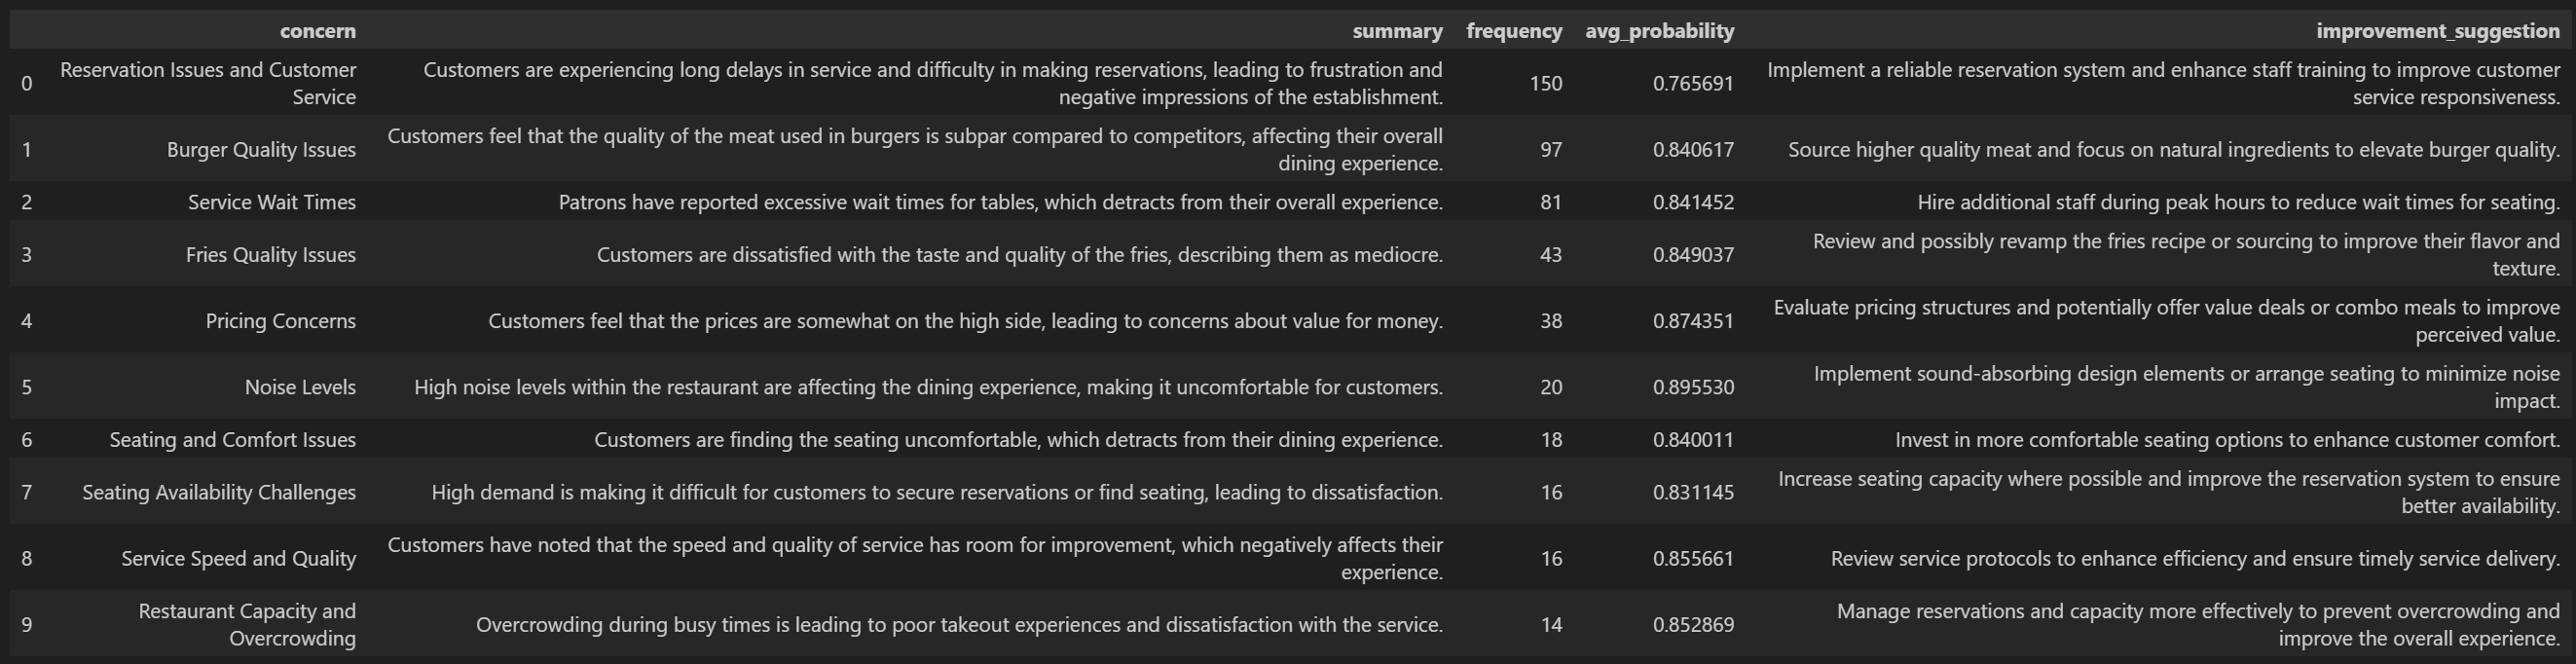 concern summary frequency avg_probability improvement_suggestion
0 Reservation Issues and Customer Service Customers are experiencing long delays in service and difficulty in making reservations, leading to frustration and negative impressions of the establishment. 150 0.765691 Implement a reliable reservation system and enhance staff training to improve customer service responsiveness.
1 Burger Quality Issues Customers feel that the quality of the meat used in burgers is subpar compared to competitors, affecting their overall dining experience. 97 0.840617 Source higher quality meat and focus on natural ingredients to elevate burger quality.
2 Service Wait Times Patrons have reported excessive wait times for tables, which detracts from their overall experience. 81 0.841452 Hire additional staff during peak hours to reduce wait times for seating.
3 Fries Quality Issues Customers are dissatisfied with the taste and quality of the fries, describing them as mediocre. 43 0.849037 Review and possibly revamp the fries recipe or sourcing to improve their flavor and texture.
4 Pricing Concerns Customers feel that the prices are somewhat on the high side, leading to concerns about value for money. 38 0.874351 Evaluate pricing structures and potentially offer value deals or combo meals to improve perceived value.
5 Noise Levels High noise levels within the restaurant are affecting the dining experience, making it uncomfortable for customers. 20 0.895530 Implement sound-absorbing design elements or arrange seating to minimize noise impact.
6 Seating and Comfort Issues Customers are finding the seating uncomfortable, which detracts from their dining experience. 18 0.840011 Invest in more comfortable seating options to enhance customer comfort.
7 Seating Availability Challenges High demand is making it difficult for customers to secure reservations or find seating, leading to dissatisfaction. 16 0.831145 Increase seating capacity where possible and improve the reservation system to ensure better availability.
8 Service Speed and Quality Customers have noted that the speed and quality of service has room for improvement, which negatively affects their experience. 16 0.855661 Review service protocols to enhance efficiency and ensure timely service delivery.
9 Restaurant Capacity and Overcrowding Overcrowding during busy times is leading to poor takeout experiences and dissatisfaction with the service. 14 0.852869 Manage reservations and capacity more effectively to prevent overcrowding and improve the overall experience.